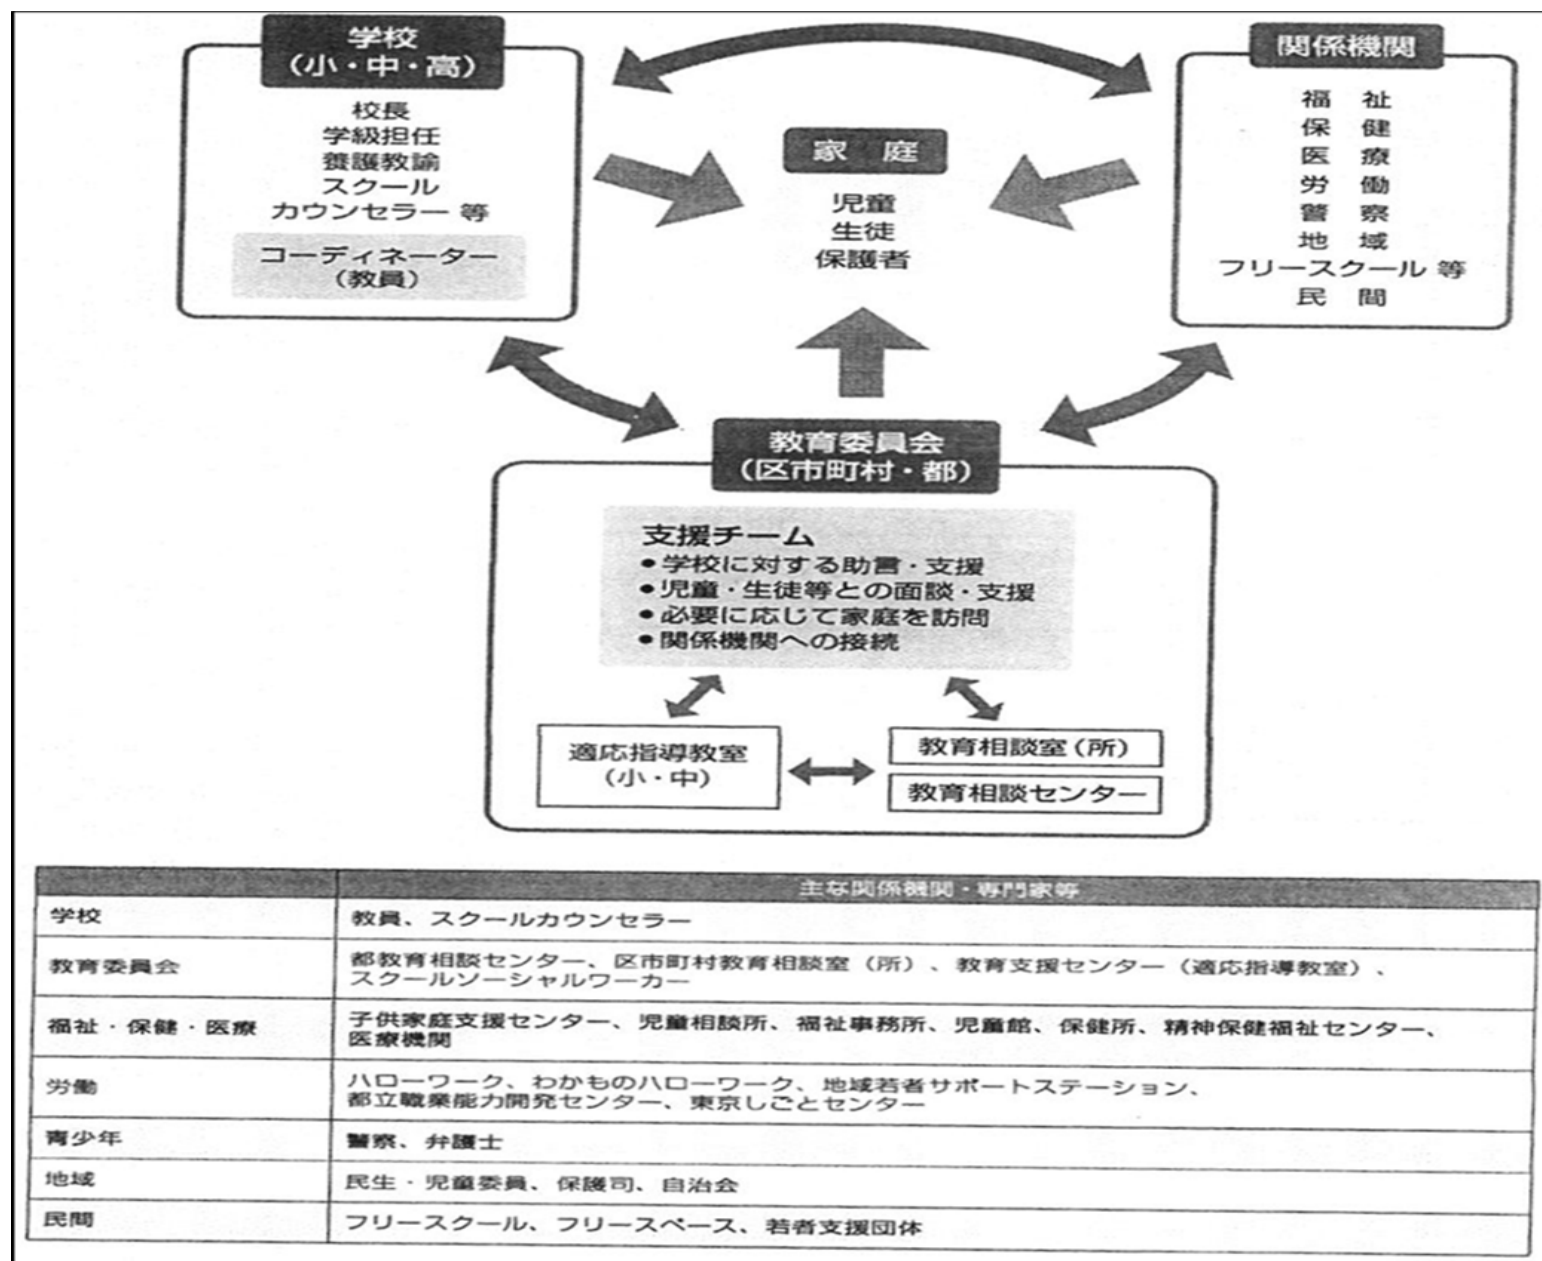 学校
（小・中・高）
校長
学級担任
養護教諭
スクール
カウンセラー 等
コーディネーター
（教員）
家　庭
児童
生徒
保護者
関係機関
福　祉
保　健
医　療
労　働
警　察
地　域
フリースクール 等
民　間
教育委員会
（区市町村・都）
支援チーム
●学校に対する助言・支援
●児童・生徒等との面談・支援
●必要に応じて家庭を訪問
●関係機関への接続
適応指導教室
（小・中）
教育相談室（所）
教育相談センター
主な関係機関・専門家等
学校
教員、スクールカウンセラー
教育委員会
都教育相談センター、区市町村教育相談室（所）、教育支援センター（適応指導教室）、
スクールソーシャルワーカー
福祉・保健・医療
子供家庭支援センター、児童相談所、福祉事務所、児童館、保健所、精神保健福祉センター、
医療機関
労働
ハローワーク、わかものハローワーク、地域若者サポートステーション、
都立職業能力開発センター、東京しごとセンター
青少年
警察、弁護士
地域
民生・児童委員、保護司、自治会
民間
フリースクール、フリースペース、若者支援団体